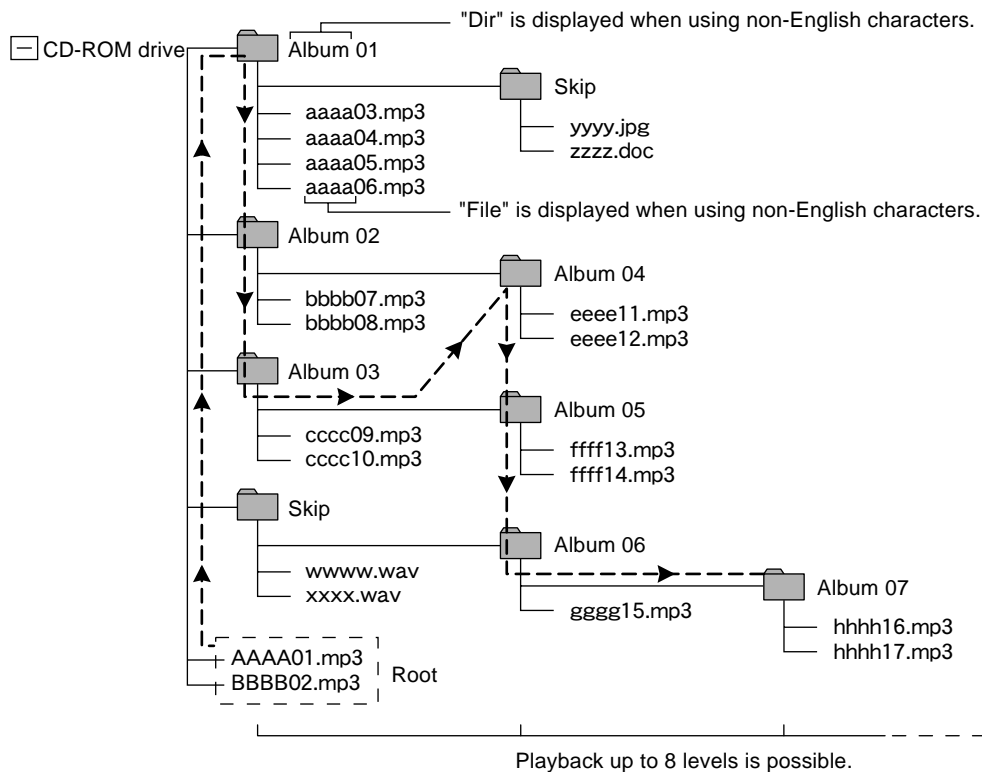 "Dir" is displayed when using non-English characters.
CD-ROM drive
Album 01
Skip
aaaa03.mp3
aaaa04.mp3
aaaa05.mp3
aaaa06.mp3
yyyy.jpg
zzzz.doc
"File" is displayed when using non-English characters.
Album 02
Album 04
bbbb07.mp3
bbbb08.mp3
eeee11.mp3
eeee12.mp3
Album 03
Album 05
cccc09.mp3
cccc10.mp3
ffff13.mp3
ffff14.mp3
Skip
Album 06
wwww.wav
xxxx.wav
gggg15.mp3
Album 07
hhhh16.mp3
hhhh17.mp3
AAAA01.mp3
BBBB02.mp3
Root
Playback up to 8 levels is possible.